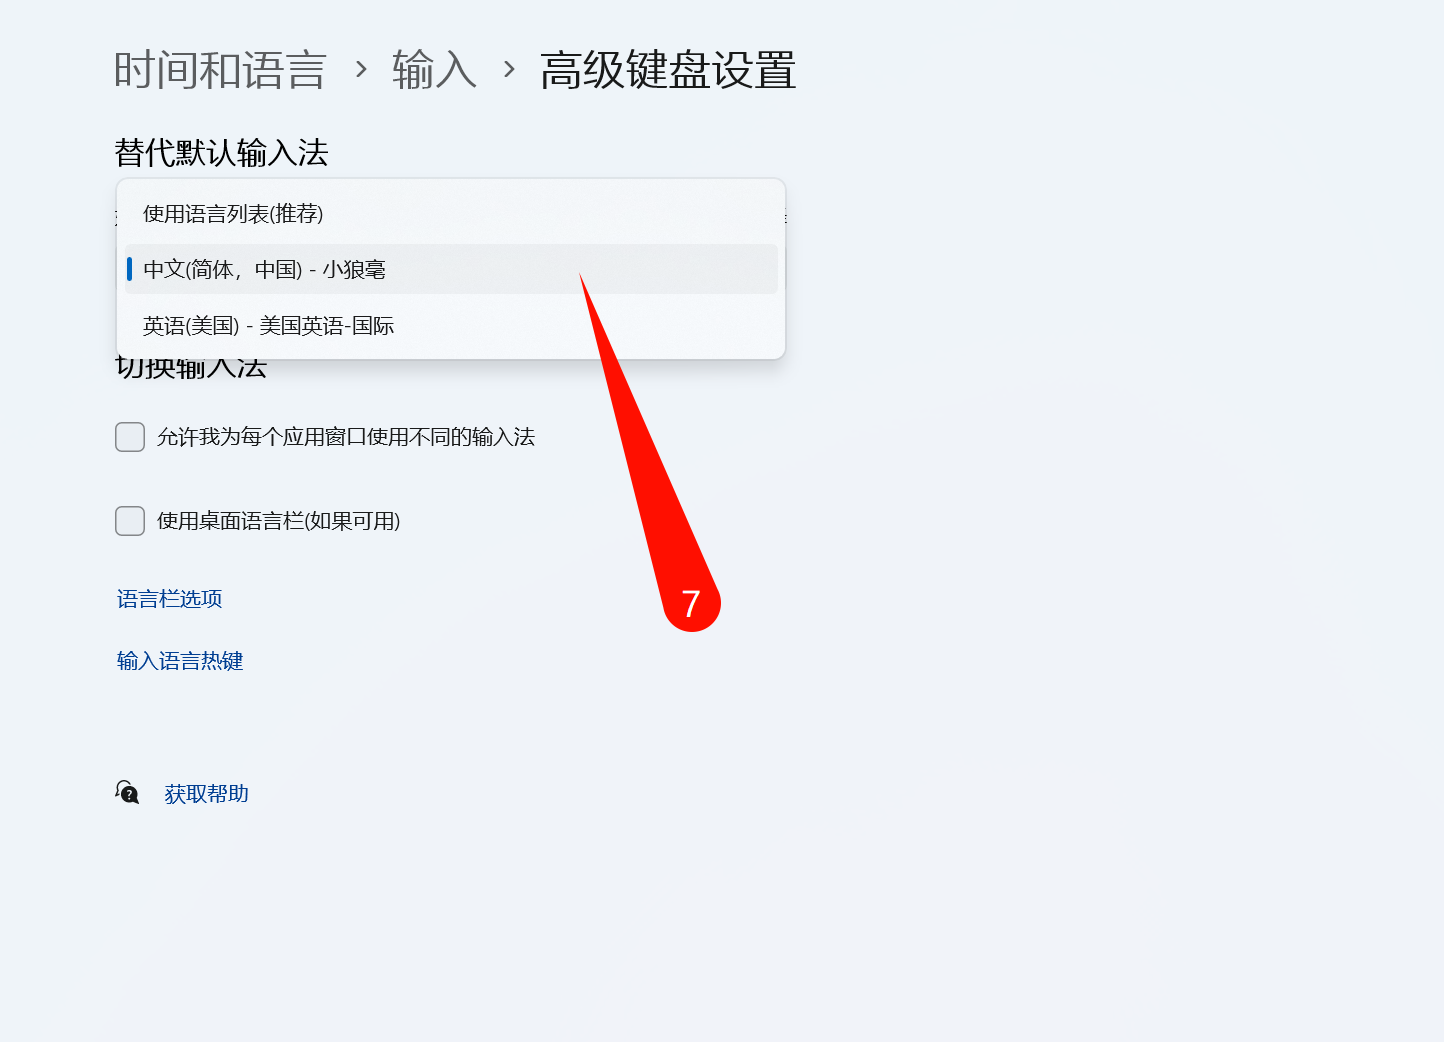 时间和语言 › 输入 › 高级键盘设置
替代默认输入法
使用语言列表(推荐)
中文(简体，中国) - 小狼毫
英语(美国) - 美国英语-国际
切换输入法
允许我为每个应用窗口使用不同的输入法
使用桌面语言栏(如果可用)
7
语言栏选项
输入语言热键
获取帮助